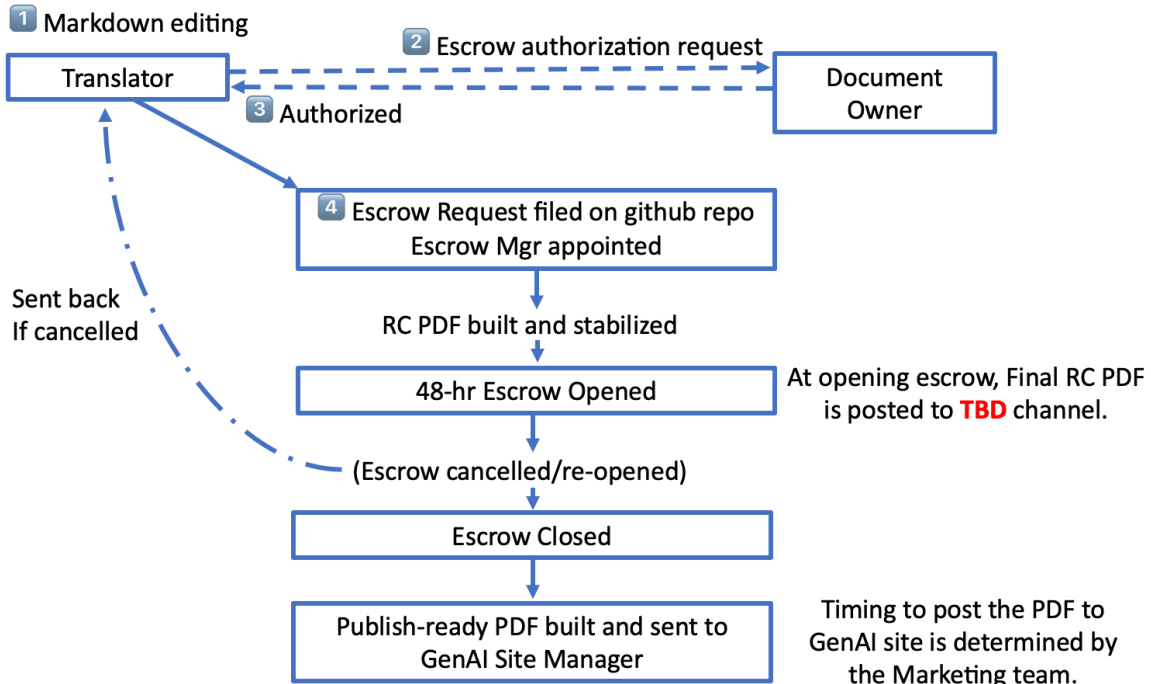 1 Markdown editing
2 Escrow authorization request
Translator
Document
Owner
3 Authorized
4 Escrow Request filed on github repo
Escrow Mgr appointed
Sent back
If cancelled
RC PDF built and stabilized
48-hr Escrow Opened
At opening escrow, Final RC PDF
is posted to TBD channel.
(Escrow cancelled/re-opened)
Escrow Closed
Publish-ready PDF built and sent to
GenAI Site Manager
Timing to post the PDF to
GenAI site is determined by
the Marketing team.